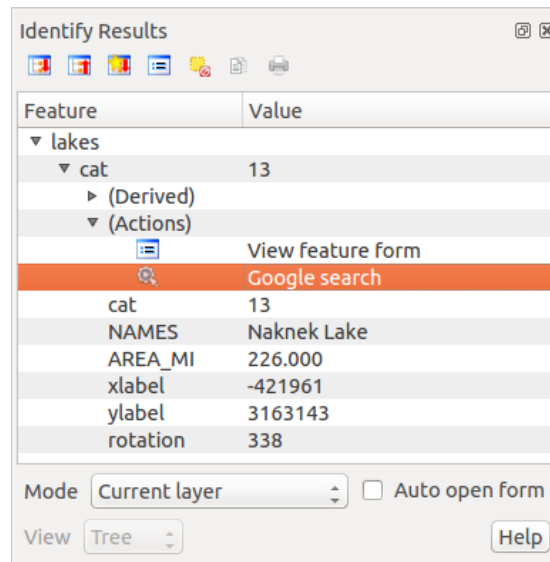 Identify Results
Feature Value
lakes
cat 13
(Derived)
(Actions)
View feature form
Google search
cat 13
NAMES Naknek Lake
AREA_MI 226.000
xlabel -421961
ylabel 3163143
rotation 338
Mode Current layer Auto open form
View Tree Help